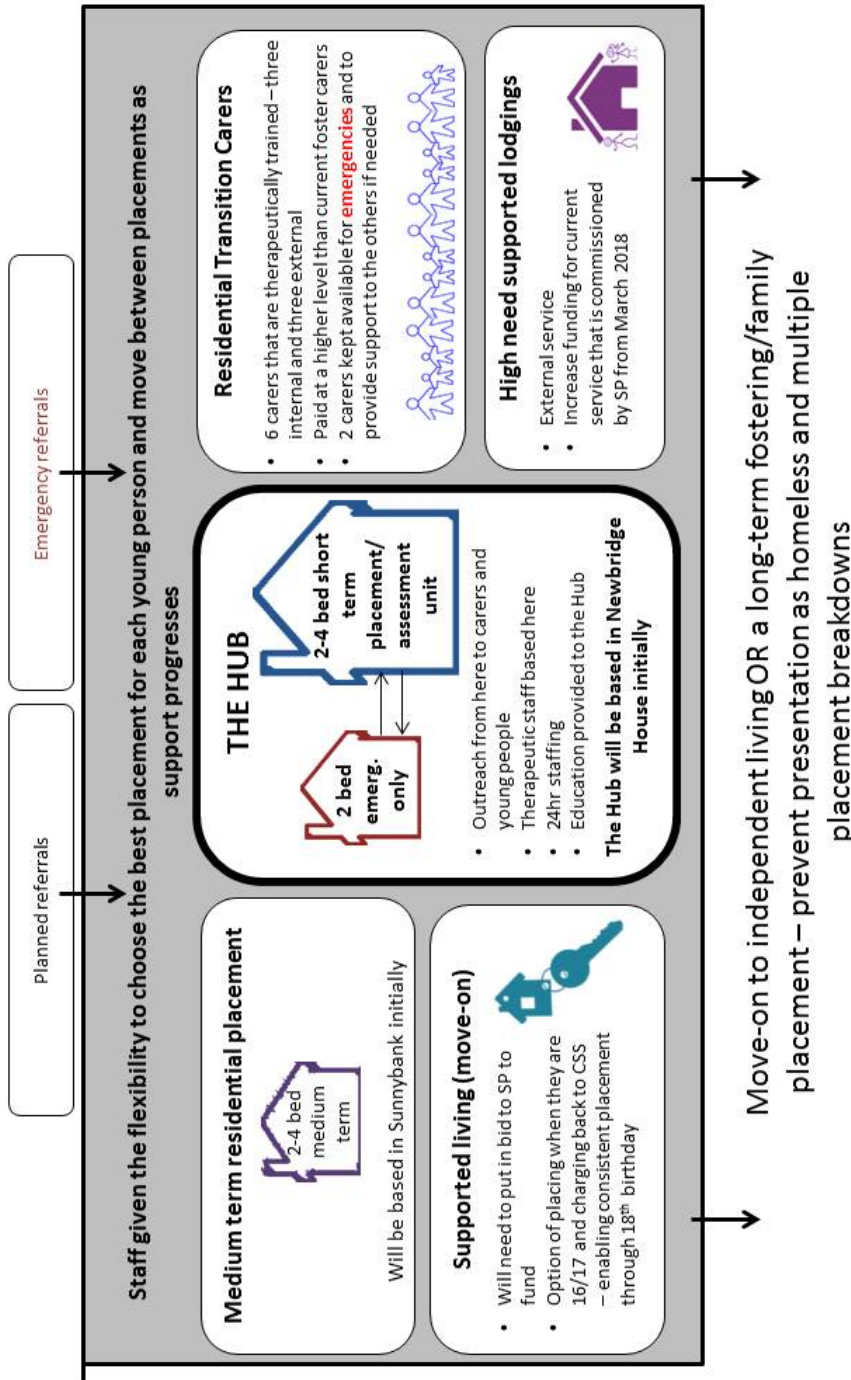 Planned referrals
Emergency referrals
Staff given the flexibility to choose the best placement for each young person and move between placements as
support progresses
Medium term residential placement
2-4 bed
medium
term
Will be based in Sunnybank initially
Supported living (move-on)
• Will need to put in bid to SP to
fund
• Option of placing when they are
16/17 and charging back to CSS
– enabling consistent placement
through 18th birthday
THE HUB
2 bed
emerg.
only
2-4 bed short
term
placement/
assessment
unit
• Outreach from here to carers and
young people
• Therapeutic staff based here
• 24hr staffing
• Education provided to the Hub
The Hub will be based in Newbridge
House initially
Residential Transition Carers
• 6 carers that are therapeutically trained – three
internal and three external
• Paid at a higher level than current foster carers
• 2 carers kept available for emergencies and to
provide support to the others if needed
High need supported lodgings
• External service
• Increase funding for current
service that is commissioned
by SP from March 2018
Move-on to independent living OR a long-term fostering/family
placement – prevent presentation as homeless and multiple
placement breakdowns